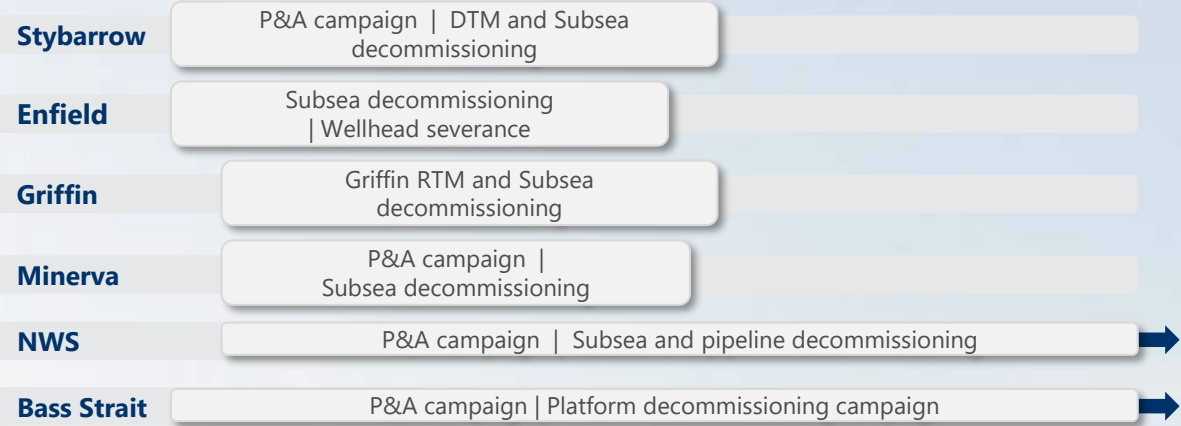 Stybarrow
P&A campaign | DTM and Subsea
decommissioning
Enfield
Subsea decommissioning
| Wellhead severance
Griffin
Griffin RTM and Subsea
decommissioning
Minerva
P&A campaign |
Subsea decommissioning
NWS
P&A campaign | Subsea and pipeline decommissioning
Bass Strait
P&A campaign | Platform decommissioning campaign